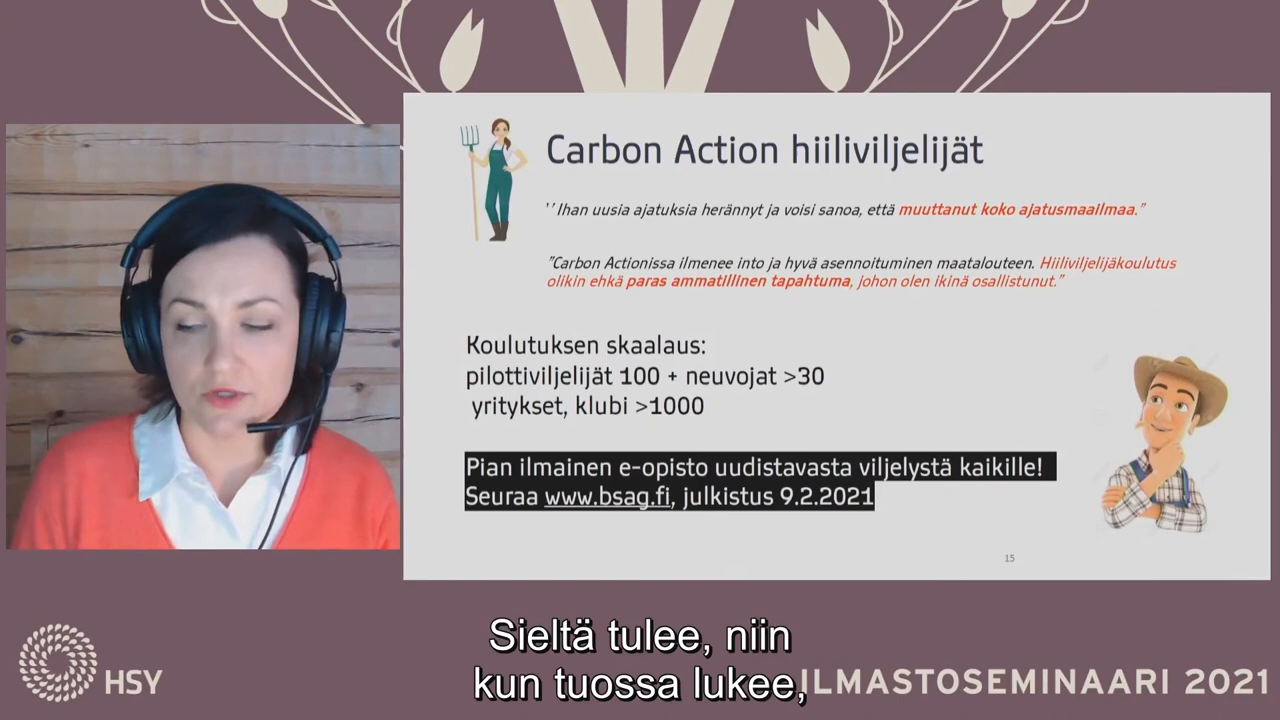 Carbon Action hiiliviljelijät
'' Ihan uusia ajatuksia herännyt ja voisi sanoa, että muuttanut koko ajatusmaailmaa."
"Carbon Actionissa ilmenee into ja hyvä asennoituminen maatalouteen. Hiiliviljelijäkoulutus
olikin ehkä paras ammatillinen tapahtuma, johon olen ikinä osallistunut."
Koulutuksen skaalaus:
pilottiviljelijät 100 + neuvojat >30
yritykset, klubi >1000
Pian ilmainen e-opisto uudistavasta viljelystä kaikille!
Seuraa www.bsag.fi, julkistus 9.2.2021
15
Sieltä tulee, niin
kun tuossa lukee,
HSY
ILMASTOSEMINAARI 2021